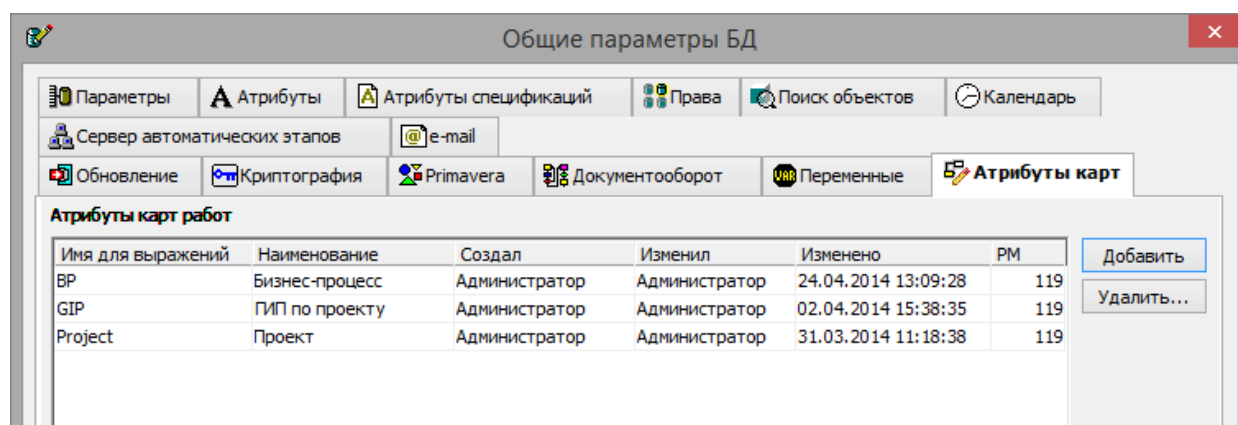 Общие параметры БД
Параметры Атрибуты Атрибуты спецификаций Права Поиск объектов Календарь
Сервер автоматических этапов e-mail
Обновление Криптография Primavera Документооборот Переменные Атрибуты карт
Атрибуты карт работ
Имя для выражений Наименование Создал Изменил Изменено РМ
BP Бизнес-процесс Администратор Администратор 24.04.2014 13:09:28 119
GIP ГИП по проекту Администратор Администратор 02.04.2014 15:38:35 119
Project Проект Администратор Администратор 31.03.2014 11:18:38 119
Добавить
Удалить...